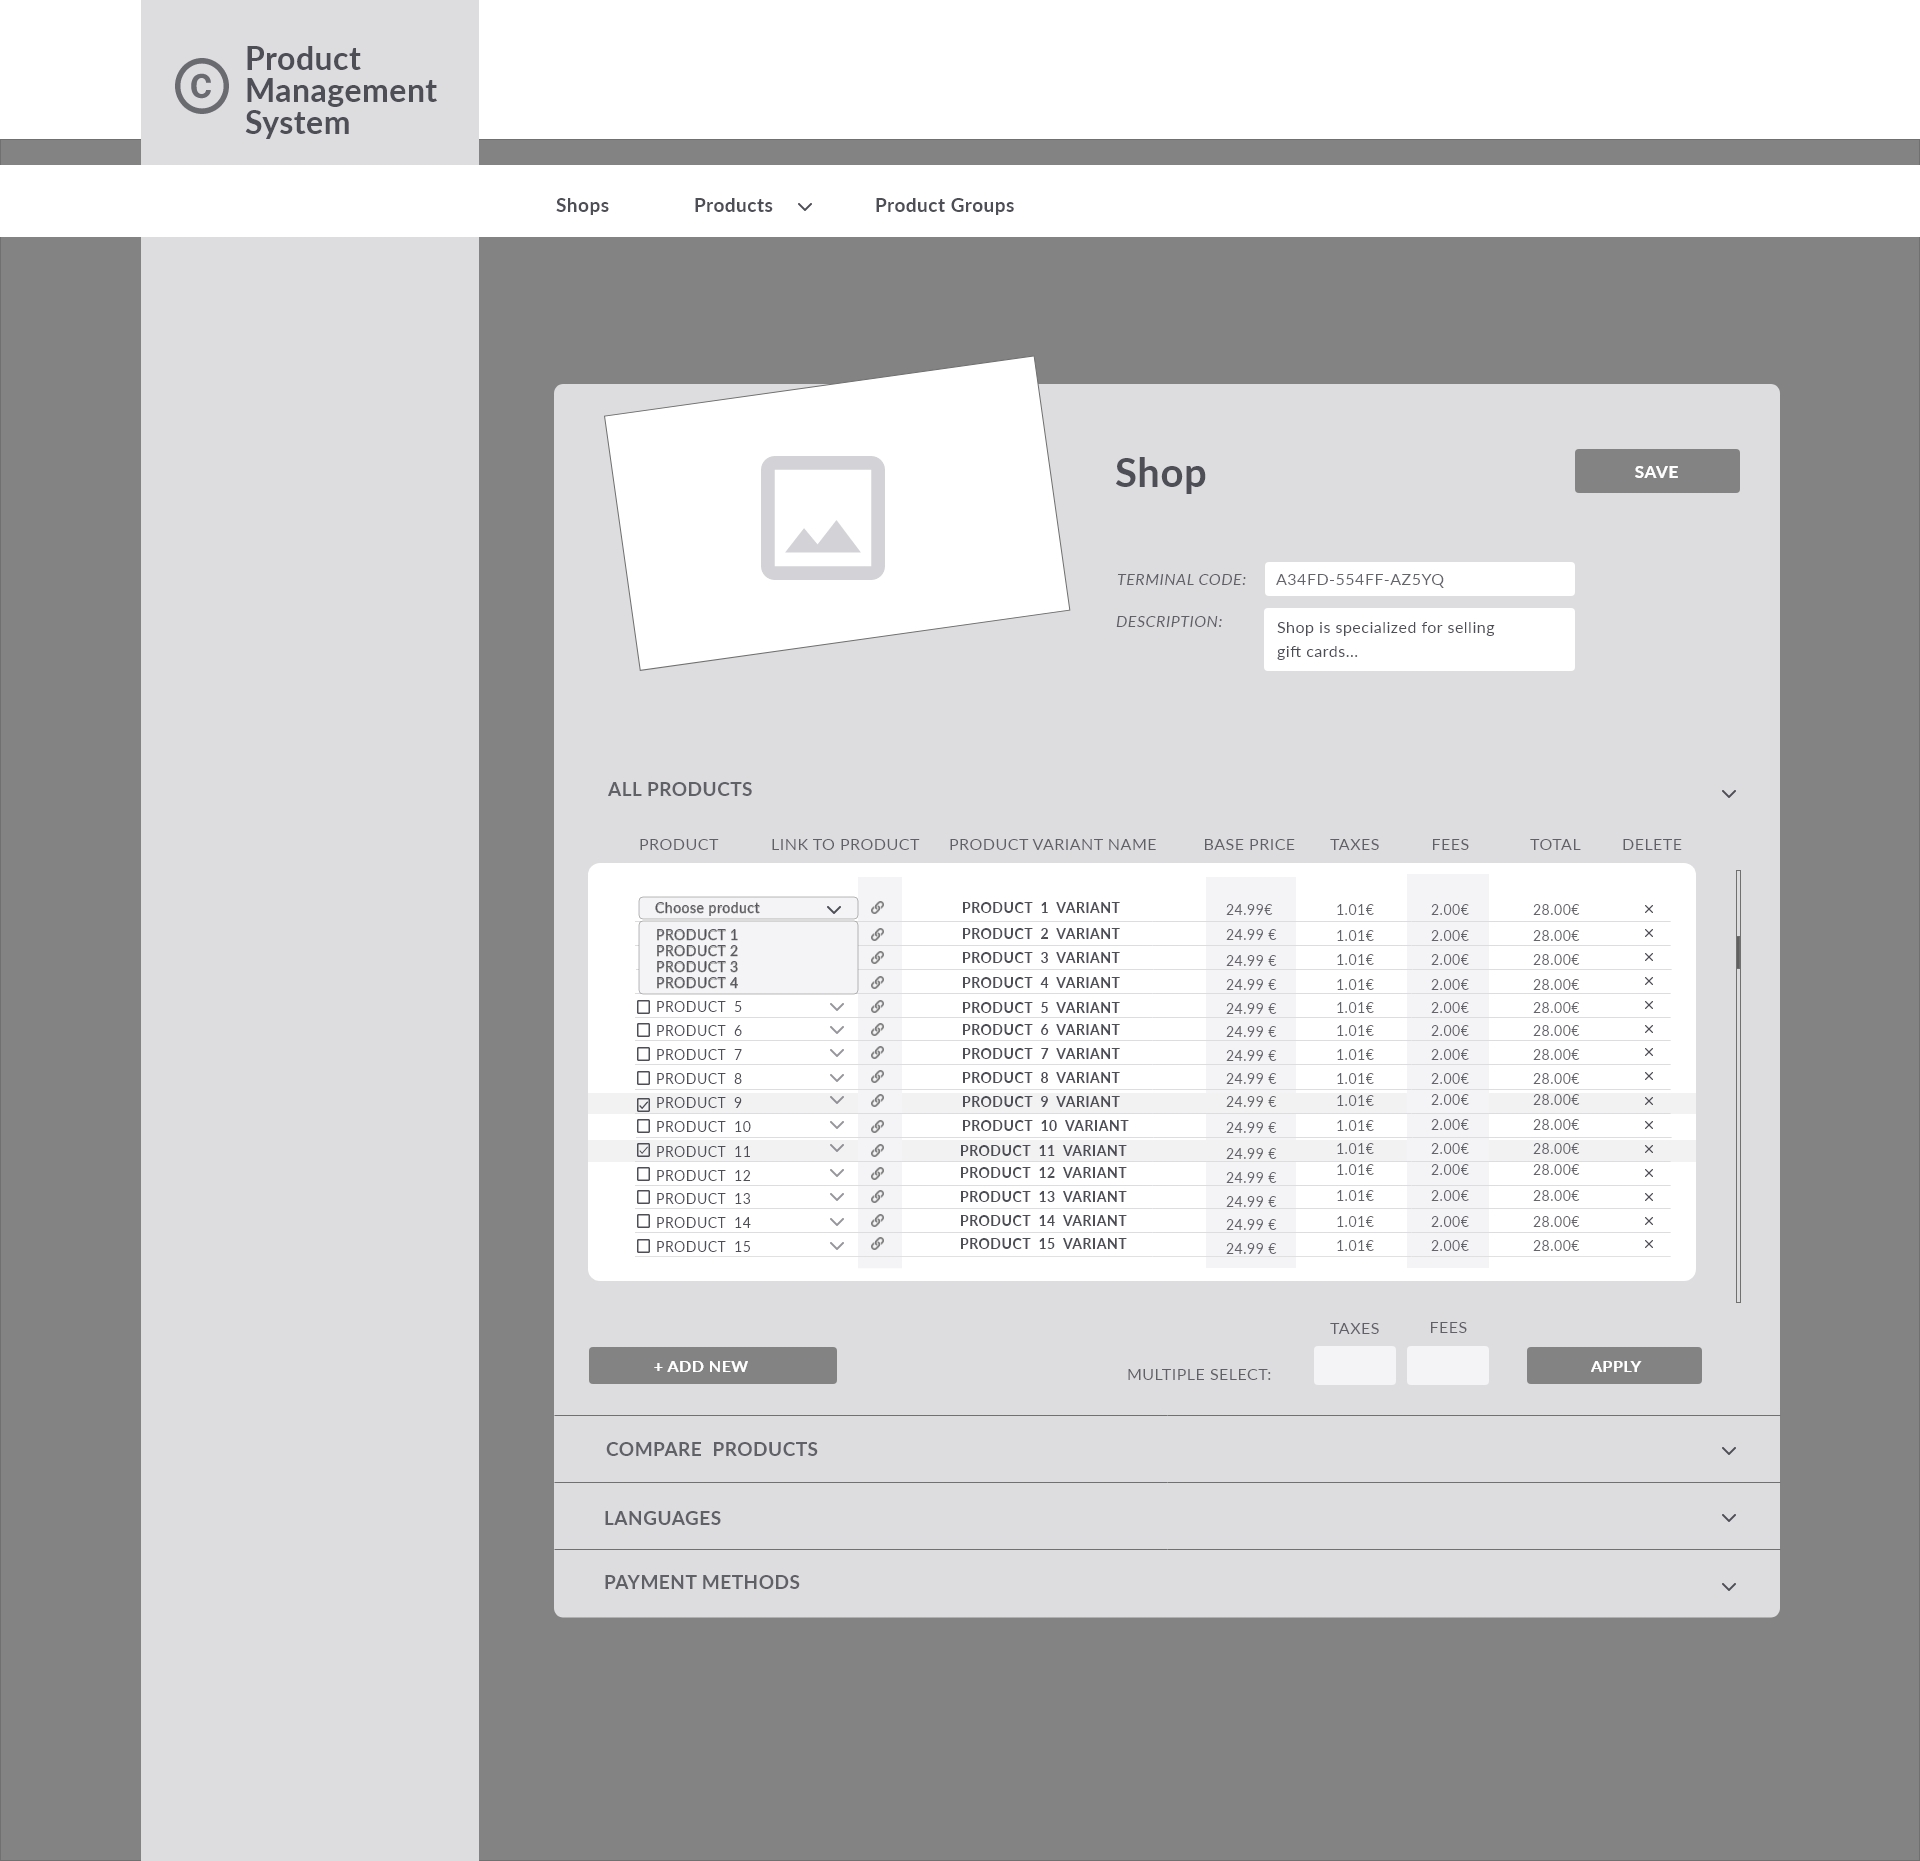 ©
Product
Management
System
Shops Products Product Groups
Shop
SAVE
TERMINAL CODE: A34FD-554FF-AZ5YQ
DESCRIPTION: Shop is specialized for selling
gift cards...
ALL PRODUCTS
PRODUCT LINK TO PRODUCT PRODUCT VARIANT NAME BASE PRICE TAXES FEES TOTAL DELETE
Choose product PRODUCT 1 VARIANT 24.99€ 1.01€ 2.00€ 28.00€ ×
PRODUCT 1 PRODUCT 2 VARIANT 24.99 € 1.01€ 2.00€ 28.00€ ×
PRODUCT 2 PRODUCT 3 VARIANT 24.99 € 1.01€ 2.00€ 28.00€ ×
PRODUCT 3
PRODUCT 4 PRODUCT 4 VARIANT 24.99 € 1.01€ 2.00€ 28.00€ ×
PRODUCT 5 PRODUCT 5 VARIANT 24.99 € 1.01€ 2.00€ 28.00€ ×
PRODUCT 6 PRODUCT 6 VARIANT 24.99 € 1.01€ 2.00€ 28.00€ ×
PRODUCT 7 PRODUCT 7 VARIANT 24.99 € 1.01€ 2.00€ 28.00€ ×
PRODUCT 8 PRODUCT 8 VARIANT 24.99 € 1.01€ 2.00€ 28.00€ ×
PRODUCT 9 PRODUCT 9 VARIANT 24.99 € 1.01€ 2.00€ 28.00€ ×
PRODUCT 10 PRODUCT 10 VARIANT 24.99 € 1.01€ 2.00€ 28.00€ ×
PRODUCT 11 PRODUCT 11 VARIANT 24.99 € 1.01€ 2.00€ 28.00€ ×
PRODUCT 12 PRODUCT 12 VARIANT 24.99 € 1.01€ 2.00€ 28.00€ ×
PRODUCT 13 PRODUCT 13 VARIANT 24.99 € 1.01€ 2.00€ 28.00€ ×
PRODUCT 14 PRODUCT 14 VARIANT 24.99 € 1.01€ 2.00€ 28.00€ ×
PRODUCT 15 PRODUCT 15 VARIANT 24.99 € 1.01€ 2.00€ 28.00€ ×
TAXES FEES
+ ADD NEW MULTIPLE SELECT: APPLY
COMPARE PRODUCTS
LANGUAGES
PAYMENT METHODS